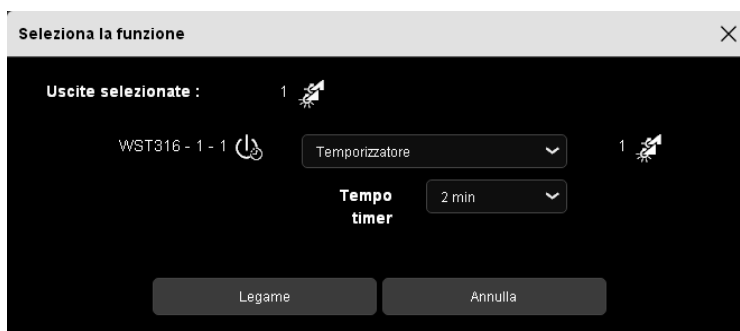 Seleziona la funzione
Uscite selezionate : 1
WST316 - 1 - 1 Temporizzatore 1
Tempo timer 2 min
Legame Annulla